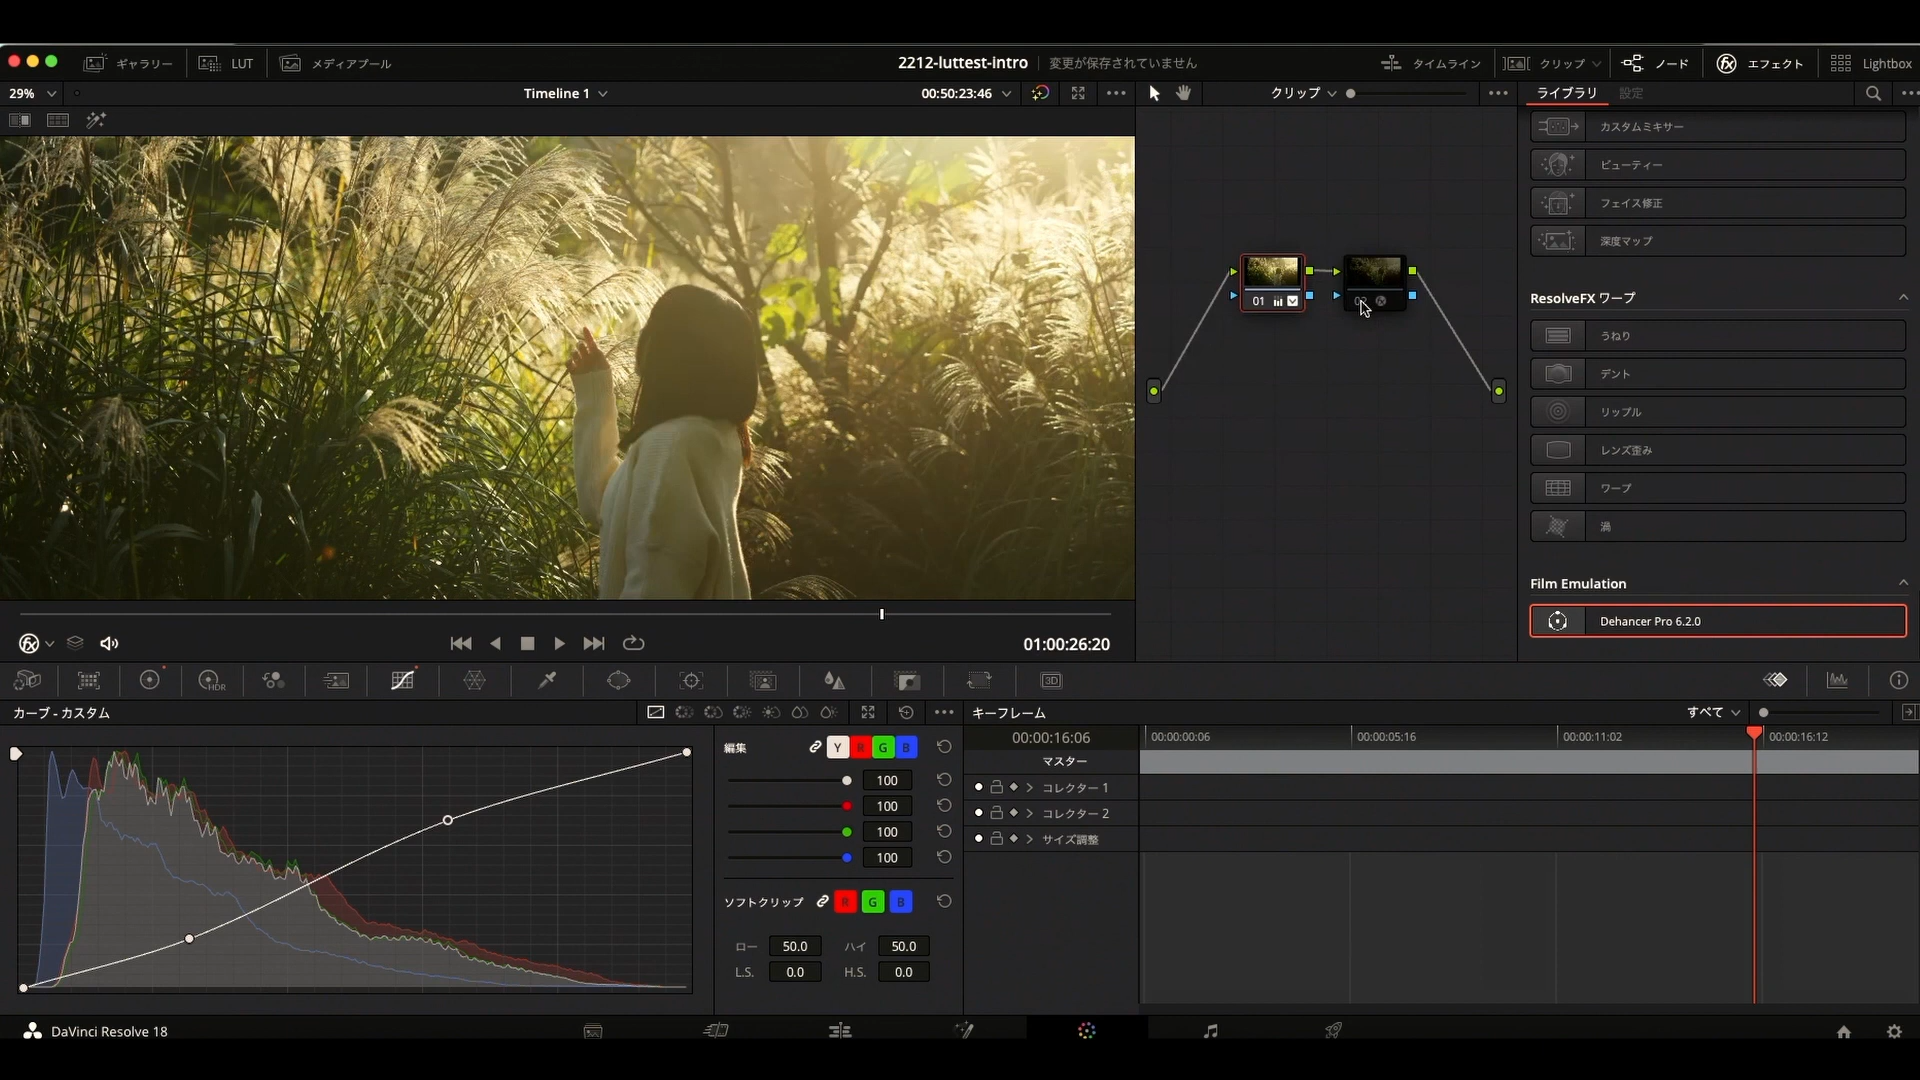 ギャラリー LUT メディアプール 2212-luttest-intro 変更が保存されていません タイムライン クリップ ノード エフェクト Lightbox
29% Timeline 1 00:50:23:46 クリップ ライブラリ 設定
カスタムミキサー
ビューティー
フェイス修正
深度マップ
ResolveFX ワープ
01
うねり
デント
リップル
レンズ歪み
ワープ
渦
Film Emulation
Dehancer Pro 6.2.0
01:00:26:20
HDR 3D
カーブ - カスタム キーフレーム すべて
編集 Y R G B
00:00:16:06 00:00:00:06 00:00:05:16 00:00:11:02 00:00:16:12
マスター
100
コレクター 1
100
コレクター 2
100
サイズ調整
100
ソフトクリップ R G B
ロー 50.0 ハイ 50.0
L.S. 0.0 H.S. 0.0
DaVinci Resolve 18